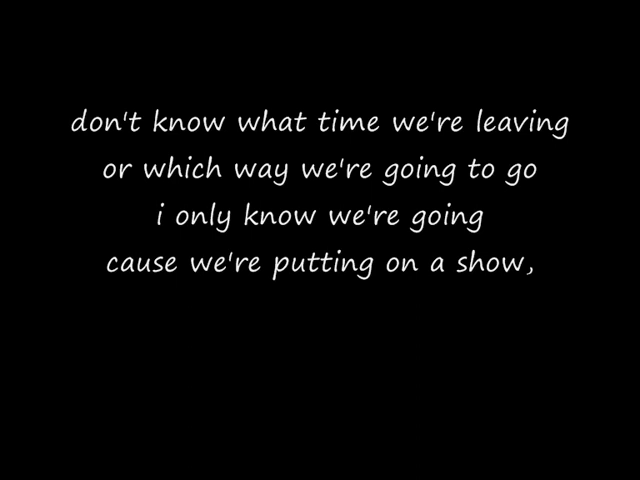 don't know what time we're leaving
or which way we're going to go
i only know we're going
cause we're putting on a show,